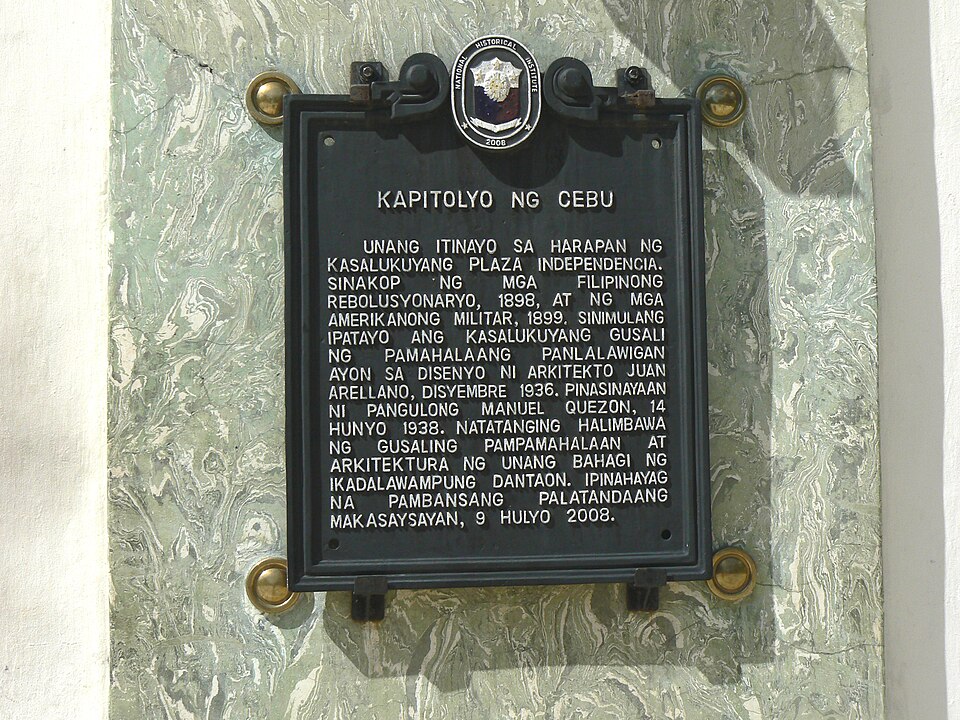 NATIONAL HISTORICAL INSTITUTE
2008
KAPITOLYO NG CEBU
UNANG ITINAYO SA HARAPAN NG
KASALUKUYANG PLAZA INDEPENDENCIA.
SINAKOP NG MGA FILIPINONG
REBOLUSYONARYO, 1898, AT NG MGA
AMERIKANONG MILITAR, 1899. SINIMULANG
IPATAYO ANG KASALUKUYANG GUSALI
NG PAMAHALAANG PANLALAWIGAN
AYON SA DISENYO NI ARKITEKTO JUAN
ARELLANO, DISYEMBRE 1936. PINASINAYAAN
NI PANGULONG MANUEL QUEZON, 14
HUNYO 1938. NATATANGING HALIMBAWA
NG GUSALING PAMPAMAHALAAN AT
ARKITEKTURA NG UNANG BAHAGI NG
IKADALAWAMPUNG DANTAON. IPINAHAYAG
NA PAMBANSANG PALATANDAANG
MAKASAYSAYAN, 9 HULYO 2008.